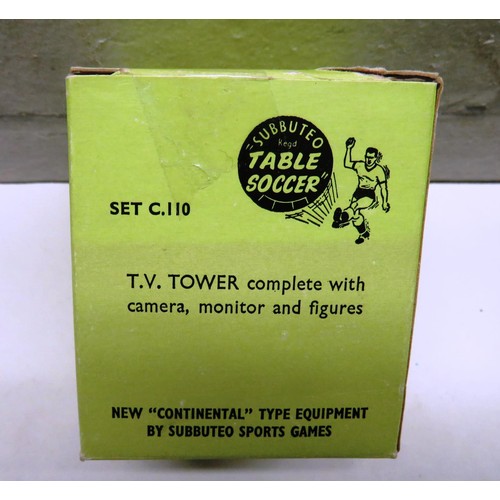 "SUBBUTEO"
Regd
TABLE
SOCCER
SET C.110
T.V. TOWER complete with
camera, monitor and figures
NEW "CONTINENTAL" TYPE EQUIPMENT
BY SUBBUTEO SPORTS GAMES